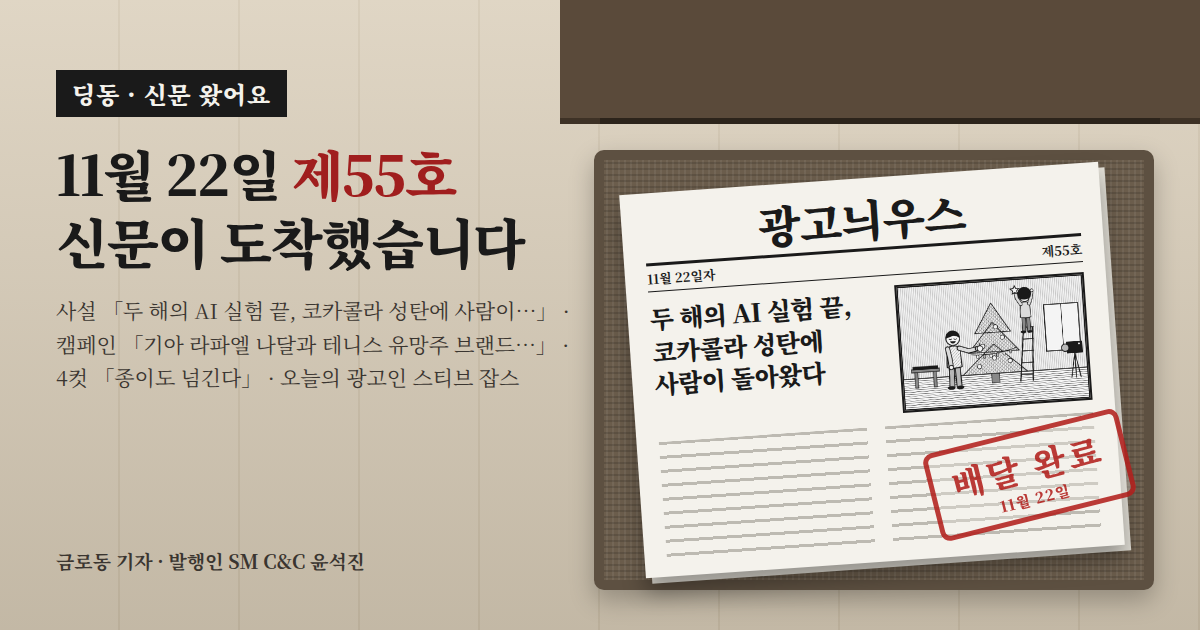 딩동 · 신문 왔어요
11월 22일 제55호
신문이 도착했습니다
사설 「두 해의 AI 실험 끝, 코카콜라 성탄에 사람이…」 ·
캠페인 「기아 라파엘 나달과 테니스 유망주 브랜드…」 ·
4컷 「종이도 넘긴다」 · 오늘의 광고인 스티브 잡스
금로동 기자 · 발행인 SM C&C 윤석진
광고늬우스
11월 22일자
제55호
두 해의 AI 실험 끝,
코카콜라 성탄에
사람이 돌아왔다
배달 완료
11월 22일